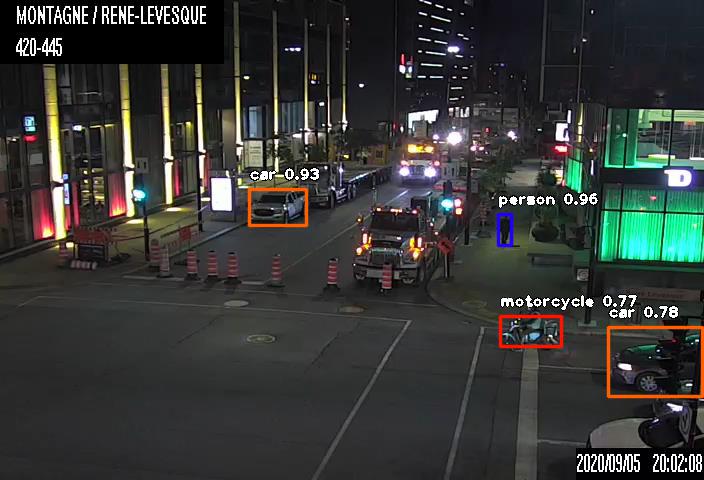 MONTAGNE / RENE-LEVESQUE
420-445
car 0.93
person 0.96
motorcycle 0.77
car 0.78
2020/09/05 20:02:08